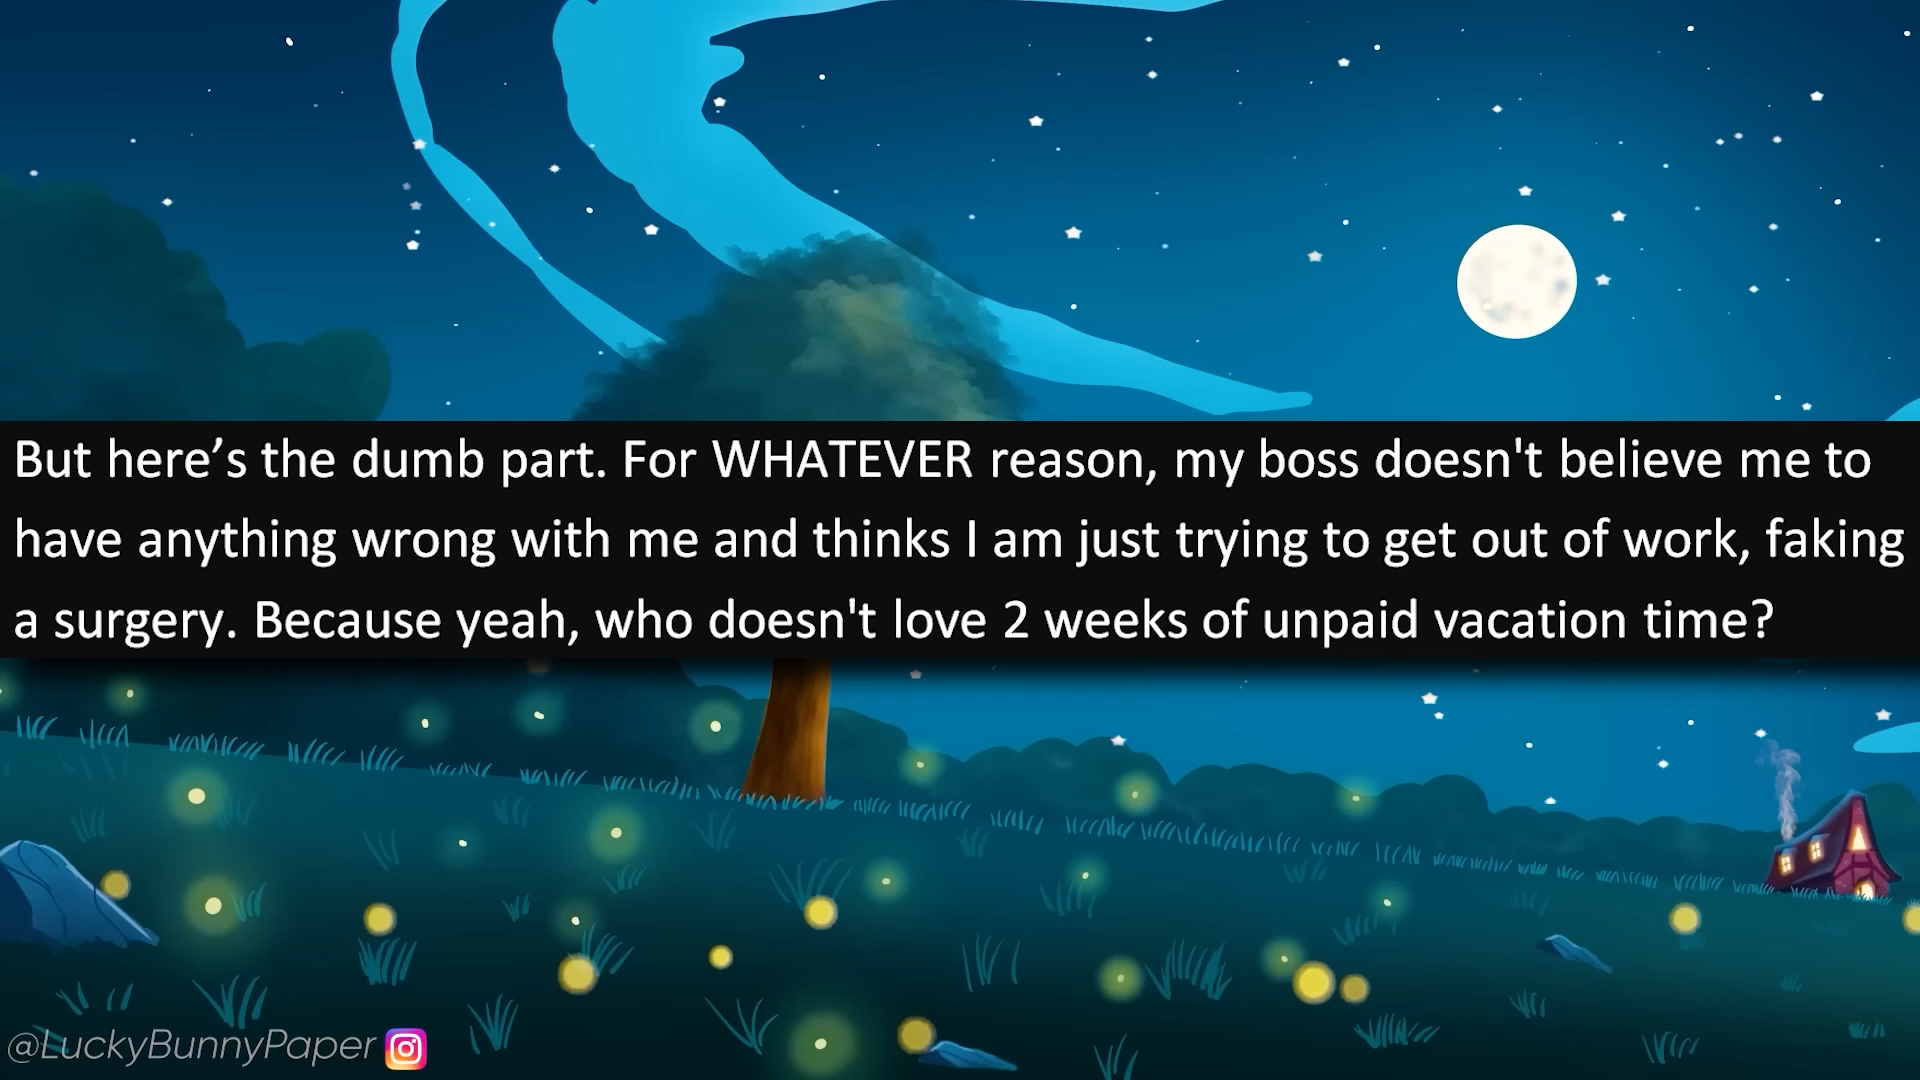 But here’s the dumb part. For WHATEVER reason, my boss doesn't believe me to
have anything wrong with me and thinks I am just trying to get out of work, faking
a surgery. Because yeah, who doesn't love 2 weeks of unpaid vacation time?
@LuckyBunnyPaper